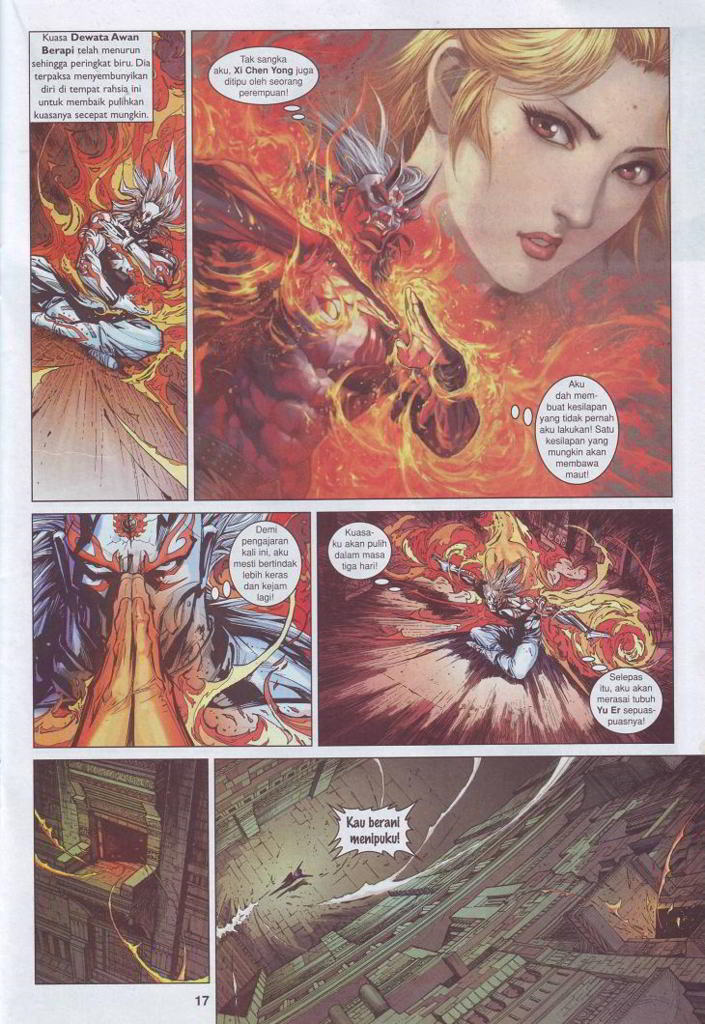 Kuasa Dewata Awan
Berapi telah menurun
sehingga peringkat biru. Dia
terpaksa menyembunyikan
diri di tempat rahsia ini
untuk membaik pulihkan
kuasanya secepat mungkin.
Tak sangka
aku, Xi Chen Yong juga
ditipu oleh seorang
perempuan!
Aku
dah mem-
buat kesilapan
yang tidak pernah
aku lakukan! Satu
kesilapan yang
mungkin akan
membawa
maut!
Demi
pengajaran
kali ini, aku
mesti bertindak
lebih keras
dan kejam
lagi!
Kuasa-
ku akan pulih
dalam masa
tiga hari!
Selepas
itu, aku akan
merasai tubuh
Yu Er sepuas-
puasnya!
Kau berani
menipuku!
17